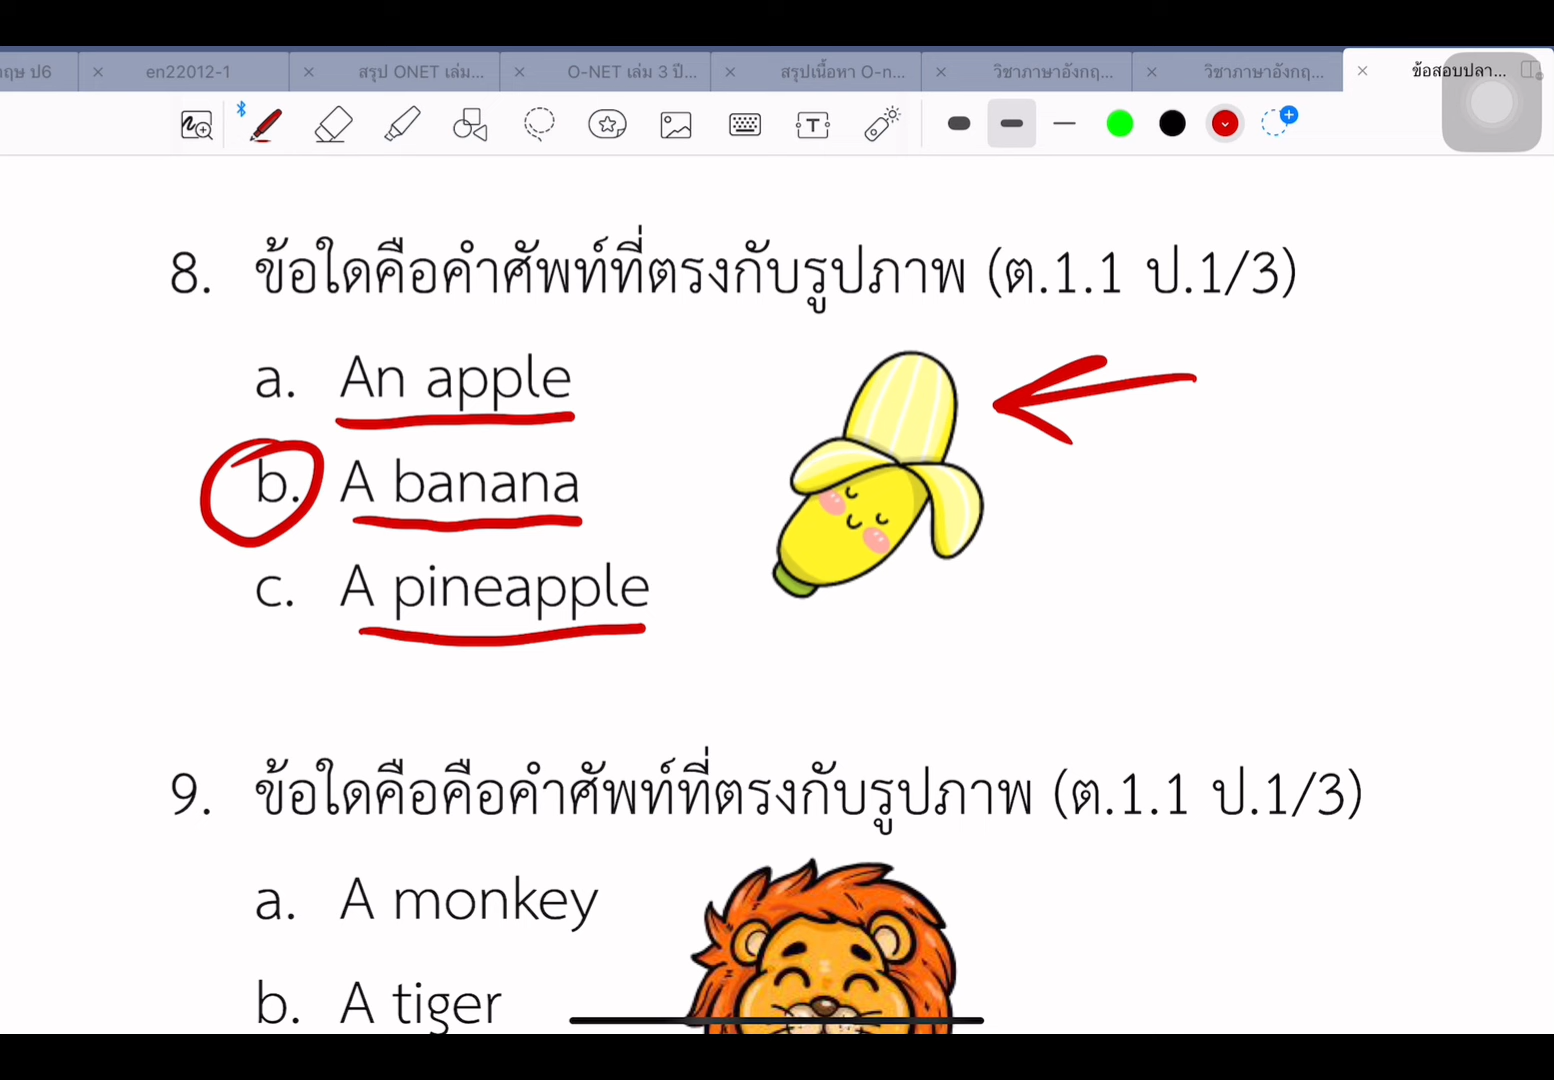 กฤษ ป6 en22012-1 สรุป ONET เล่ม... O-NET เล่ม 3 ปี... สรุปเนื้อหา O-n... วิชาภาษาอังกฤ... วิชาภาษาอังกฤ... ข้อสอบปลา...
8. ข้อใดคือคำศัพท์ที่ตรงกับรูปภาพ (ต.1.1 ป.1/3)
a. An apple
b. A banana
c. A pineapple
9. ข้อใดคือคือคำศัพท์ที่ตรงกับรูปภาพ (ต.1.1 ป.1/3)
a. A monkey
b. A tiger